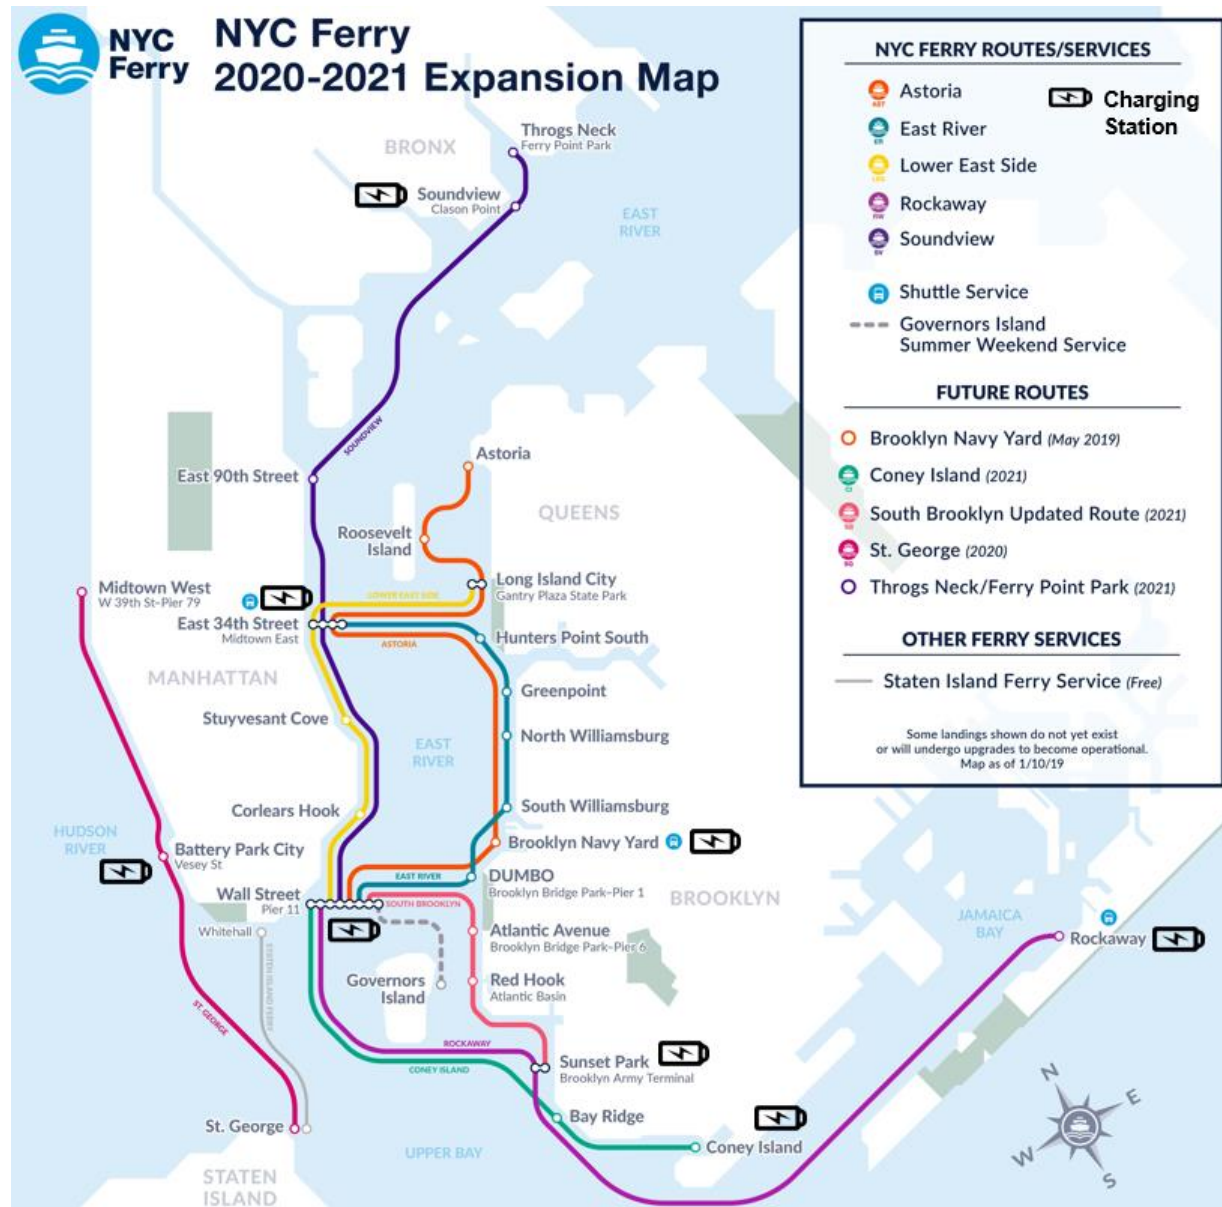 NYC
Ferry
NYC Ferry
2020-2021 Expansion Map
NYC FERRY ROUTES/SERVICES
Astoria
East River
Lower East Side
Rockaway
Soundview
Charging
Station
Shuttle Service
Governors Island
Summer Weekend Service
FUTURE ROUTES
Brooklyn Navy Yard (May 2019)
Coney Island (2021)
South Brooklyn Updated Route (2021)
St. George (2020)
Throgs Neck/Ferry Point Park (2021)
OTHER FERRY SERVICES
Staten Island Ferry Service (Free)
Some landings shown do not yet exist
or will undergo upgrades to become operational.
Map as of 1/10/19
Throgs Neck
Ferry Point Park
BRONX
Soundview
Clason Point
EAST
RIVER
SOUNDVIEW
East 90th Street
Astoria
QUEENS
Roosevelt
Island
Long Island City
Gantry Plaza State Park
Midtown West
W 39th St-Pier 79
LOWER EAST SIDE
East 34th Street
Midtown East
ASTORIA
Hunters Point South
MANHATTAN
Greenpoint
Stuyvesant Cove
North Williamsburg
EAST
RIVER
South Williamsburg
Corlears Hook
HUDSON
RIVER
Battery Park City
Vesey St
Brooklyn Navy Yard
EAST RIVER
DUMBO
Brooklyn Bridge Park-Pier 1
Wall Street
Pier 11
SOUTH BROOKLYN
BROOKLYN
JAMAICA
BAY
Whitehall
Atlantic Avenue
Brooklyn Bridge Park-Pier 6
Rockaway
STATEN ISLAND FERRY
Governors
Island
Red Hook
Atlantic Basin
ST. GEORGE
ROCKAWAY
CONEY ISLAND
Sunset Park
Brooklyn Army Terminal
Bay Ridge
St. George
Coney Island
UPPER BAY
STATEN
ISLAND
N
E
W
S